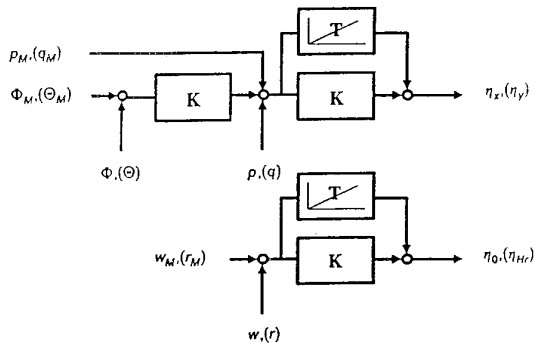 T
p_M,(q_M)
Φ_M,(Θ_M)
K
K
η_x,(η_y)
Φ,(Θ)
p,(q)
T
w_M,(r_M)
K
η_0,(η_Hr)
w,(r)